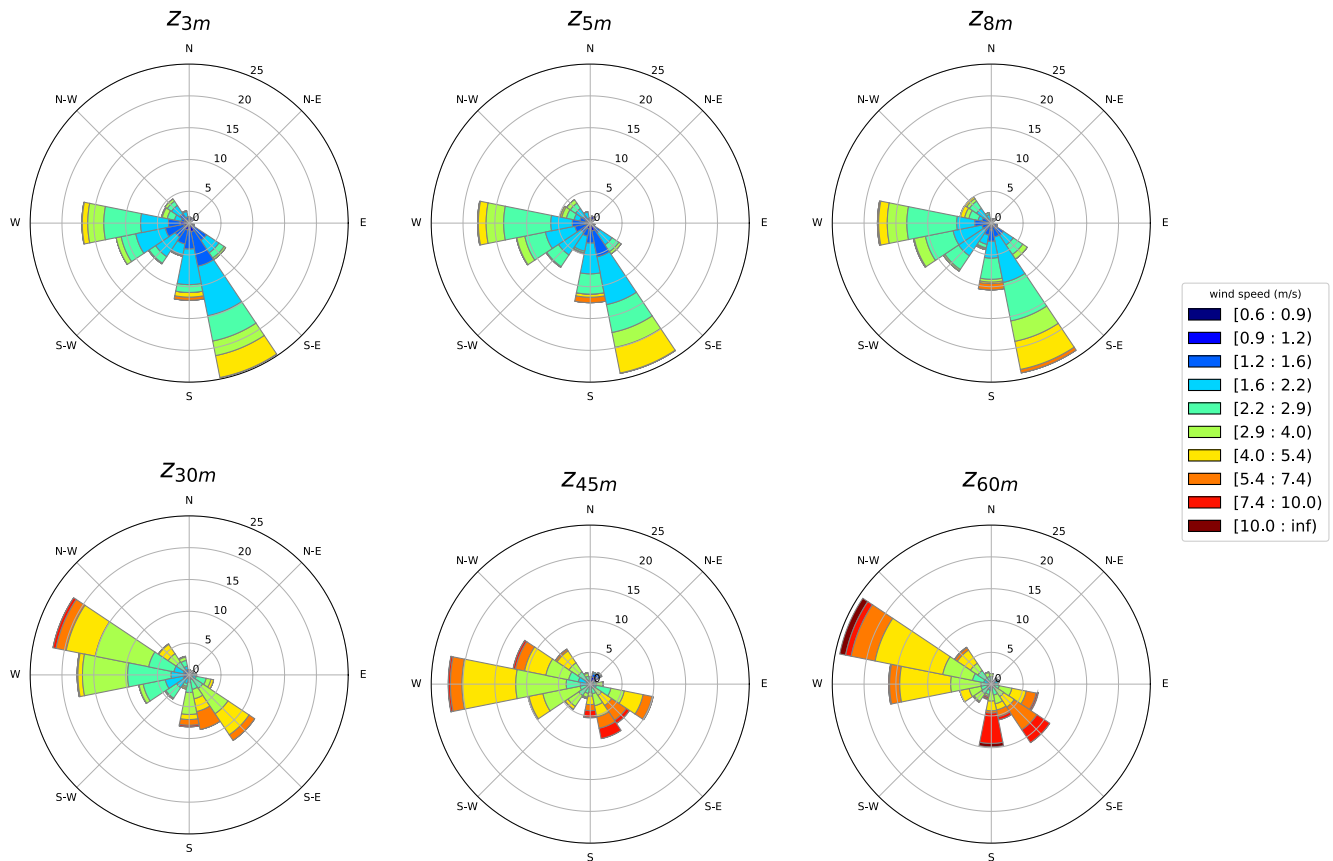 z3m
N
N-W
N-E
W
E
S-W
S-E
S
0
5
10
15
20
25
z5m
N
N-W
N-E
W
E
S-W
S-E
S
0
5
10
15
20
25
z8m
N
N-W
N-E
W
E
S-W
S-E
S
0
5
10
15
20
25
wind speed (m/s)
[0.6 : 0.9)
[0.9 : 1.2)
[1.2 : 1.6)
[1.6 : 2.2)
[2.2 : 2.9)
[2.9 : 4.0)
[4.0 : 5.4)
[5.4 : 7.4)
[7.4 : 10.0)
[10.0 : inf)
z30m
N
N-W
N-E
W
E
S-W
S-E
S
0
5
10
15
20
25
z45m
N
N-W
N-E
W
E
S-W
S-E
S
0
5
10
15
20
25
z60m
N
N-W
N-E
W
E
S-W
S-E
S
0
5
10
15
20
25